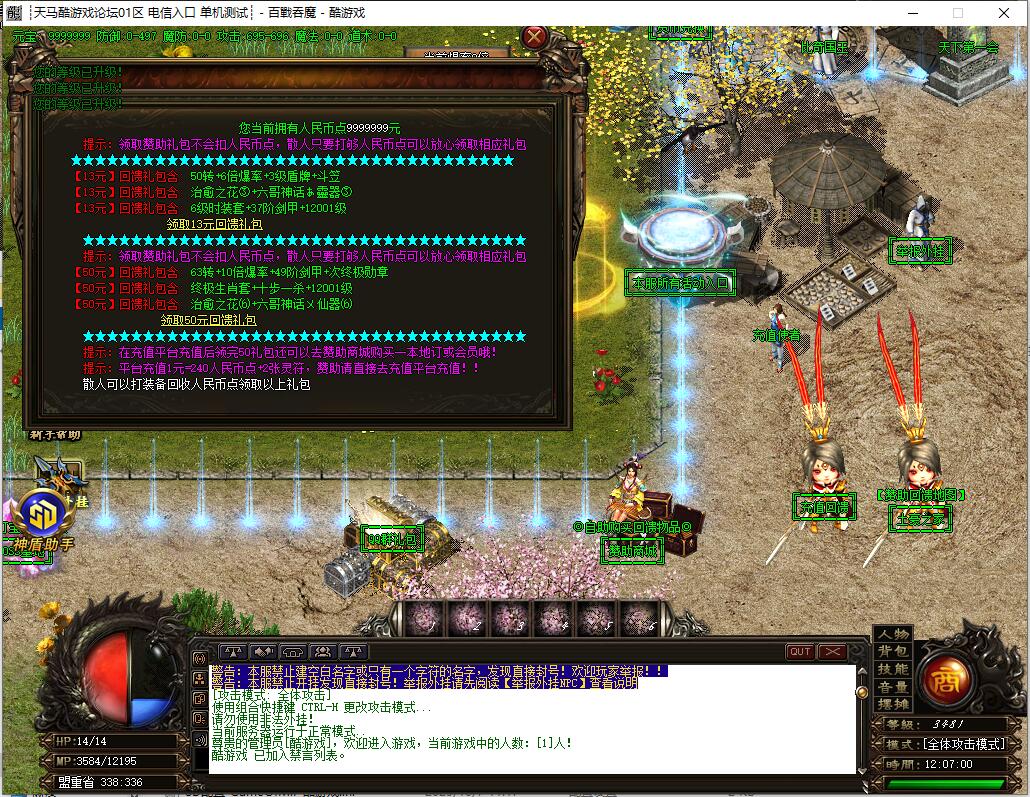 天马酷游戏论坛01区 电信入口 单机测试┆ - 百戰吞魔 - 酷游戏
元宝 9999999 防御:0-497 魔防:0-0 攻击:695-696 魔法:0-0 道术:0-0
您的等级已升级!
您的等级已升级!
您的等级已升级!
您当前拥有人民币点9999999元
提示: 领取赞助礼包不会扣人民币点，散人只要打够人民币点可以放心领取相应礼包
★★★★★★★★★★★★★★★★★★★★★★★★★★★★★★★★★★★★★
【13元】回馈礼包含 50转+6倍爆率+3级盾牌+斗笠
【13元】回馈礼包含 治愈之花⑤+六哥神话ぁ靈器⑤
【13元】回馈礼包含 6级时装套+37阶剑甲+12001级
领取13元回馈礼包
★★★★★★★★★★★★★★★★★★★★★★★★★★★★★★★★★★★★★
提示: 领取赞助礼包不会扣人民币点，散人只要打够人民币点可以放心领取相应礼包
【50元】回馈礼包含 63转+10倍爆率+49阶剑甲+次终极勋章
【50元】回馈礼包含 终极生肖套+十步一杀+12001级
【50元】回馈礼包含 治愈之花⑹+六哥神话メ仙器⑹
领取50元回馈礼包
★★★★★★★★★★★★★★★★★★★★★★★★★★★★★★★★★★★★★
提示: 在充值平台充值后领完50礼包还可以去赞助商城购买一本地订或会员哦!
提示: 平台充值1元=240人民币点+2张灵符，赞助请直接去充值平台充值!!
散人可以打装备回收人民币点领取以上礼包
比奇国王
天下第一会
举报外挂
本服所有活动入口
充值使者
新手帮助
神盾助手
99群礼包
◎自助购买回馈物品◎
赞助商城
充值回馈
【赞助回馈地图】
土豪之家
1 2 3 4 5 6
QUT
警告: 本服禁止建空白名字或只有一个字符的名字，发现直接封号! 欢迎玩家举报!!
警告: 本服禁止开挂发现直接封号! 举报外挂请先阅读【举报外挂NPC】查看说明
[攻击模式: 全体攻击]
使用组合快捷键 CTRL-H 更改攻击模式...
请勿使用非法外挂!
当前服务器运行于正常模式..
尊贵的管理员[酷游戏]，欢迎进入游戏，当前游戏中的人数: [1]人!
酷游戏 已加入禁言列表。
人物
背包
技能
音量
摆摊
商
等級: 3481
模式:[全体攻击模式]
時間: 12:07:00
HP:14/14
MP:3584/12195
盟重省 338:336